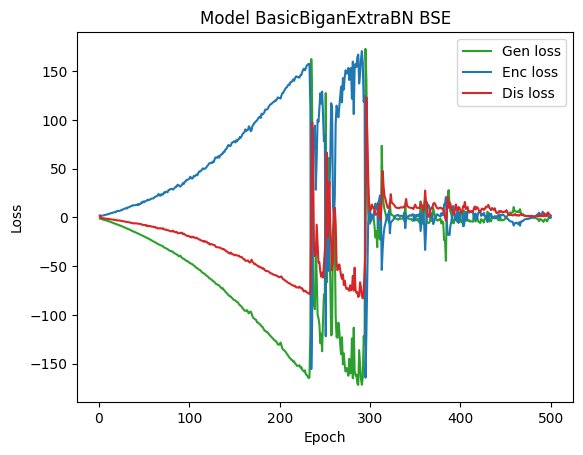 Model BasicBiganExtraBN BSE
Gen loss
Enc loss
Dis loss
Loss
150
100
50
0
−50
−100
−150
0 100 200 300 400 500
Epoch